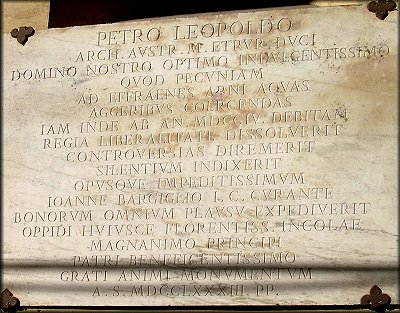 PETRO LEOPOLDO
ARCH. AVSTR. M. ETRVR. DVCI
DOMINO NOSTRO OPTIMO INDVLGENTISSIMO
QVOD PECVNIAM
AD EFFRAENES ARNI AQVAS
AGGERIBVS COERCENDAS
IAM INDE AB AN. MDCCIV. DEBITAM
REGIA LIBERALITATE DISSOLVERIT
CONTROVERSIAS DIREMERIT
SILENTIVM INDIXERIT
OPVSQVE IMPEDITISSIMVM
IOANNE BARGIGLIO I. C. CVRANTE
BONORVM OMNIVM PLAVSV EXPEDIVERIT
OPPIDI HVIVSCE FLORENTISS. INCOLAE
MAGNANIMO PRINCIPI
PATRI BENEFICENTISSIMO
GRATI ANIMI MONVMENTVM
A. S. MDCCLXXXIII. PP.